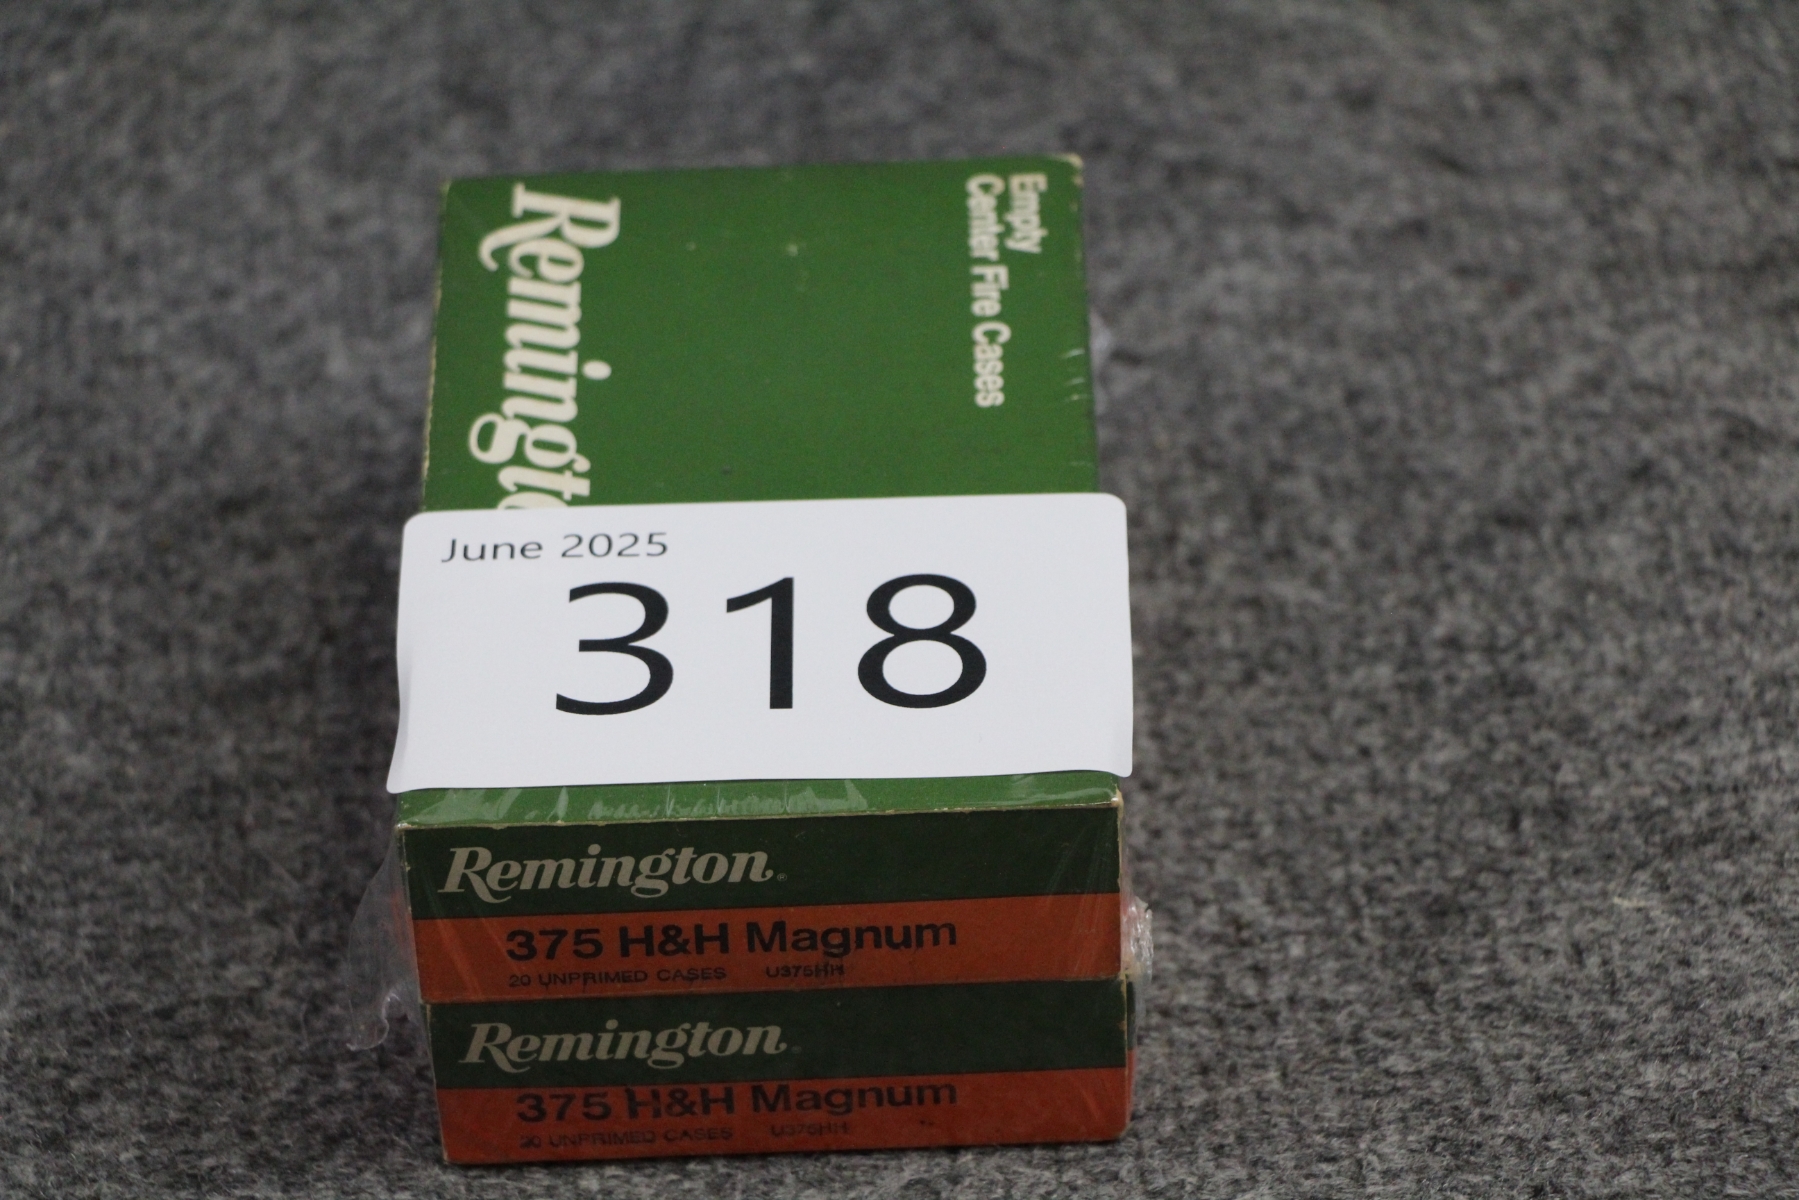 Empty
Center Fire Cases
Remingto
June 2025
318
Remington®
375 H&H Magnum
20 UNPRIMED CASES U375HH
Remington
375 H&H Magnum
20 UNPRIMED CASES U375HH